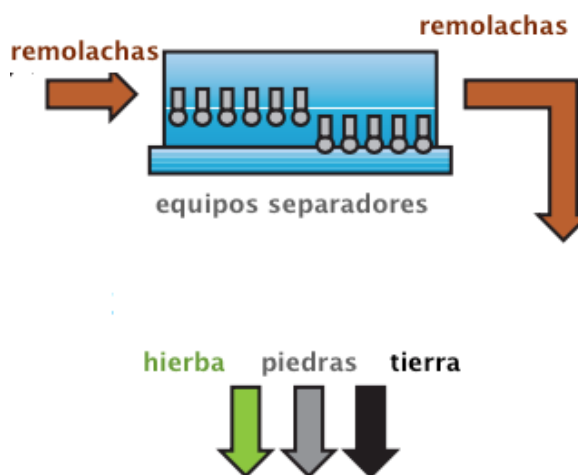 remolachas
remolachas
equipos separadores
hierba piedras tierra